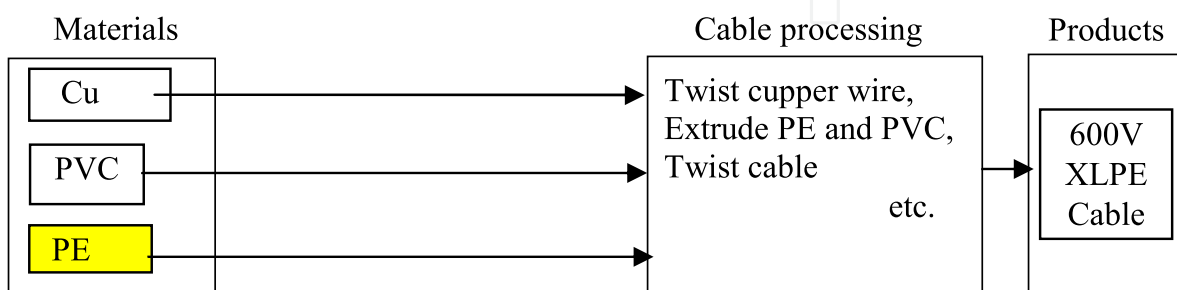 Materials
Cable processing
Products
Cu
PVC
PE
Twist cupper wire,
Extrude PE and PVC,
Twist cable
etc.
600V
XLPE
Cable